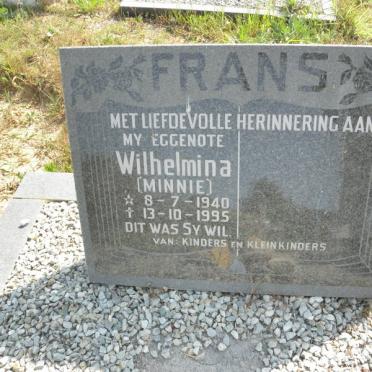 FRANS
MET LIEFDEVOLLE HERINNERING AAN
MY EGGENOTE
Wilhelmina
(MINNIE)
☆ 8-7-1940
† 13-10-1995
DIT WAS SY WIL.
VAN: KINDERS EN KLEINKINDERS